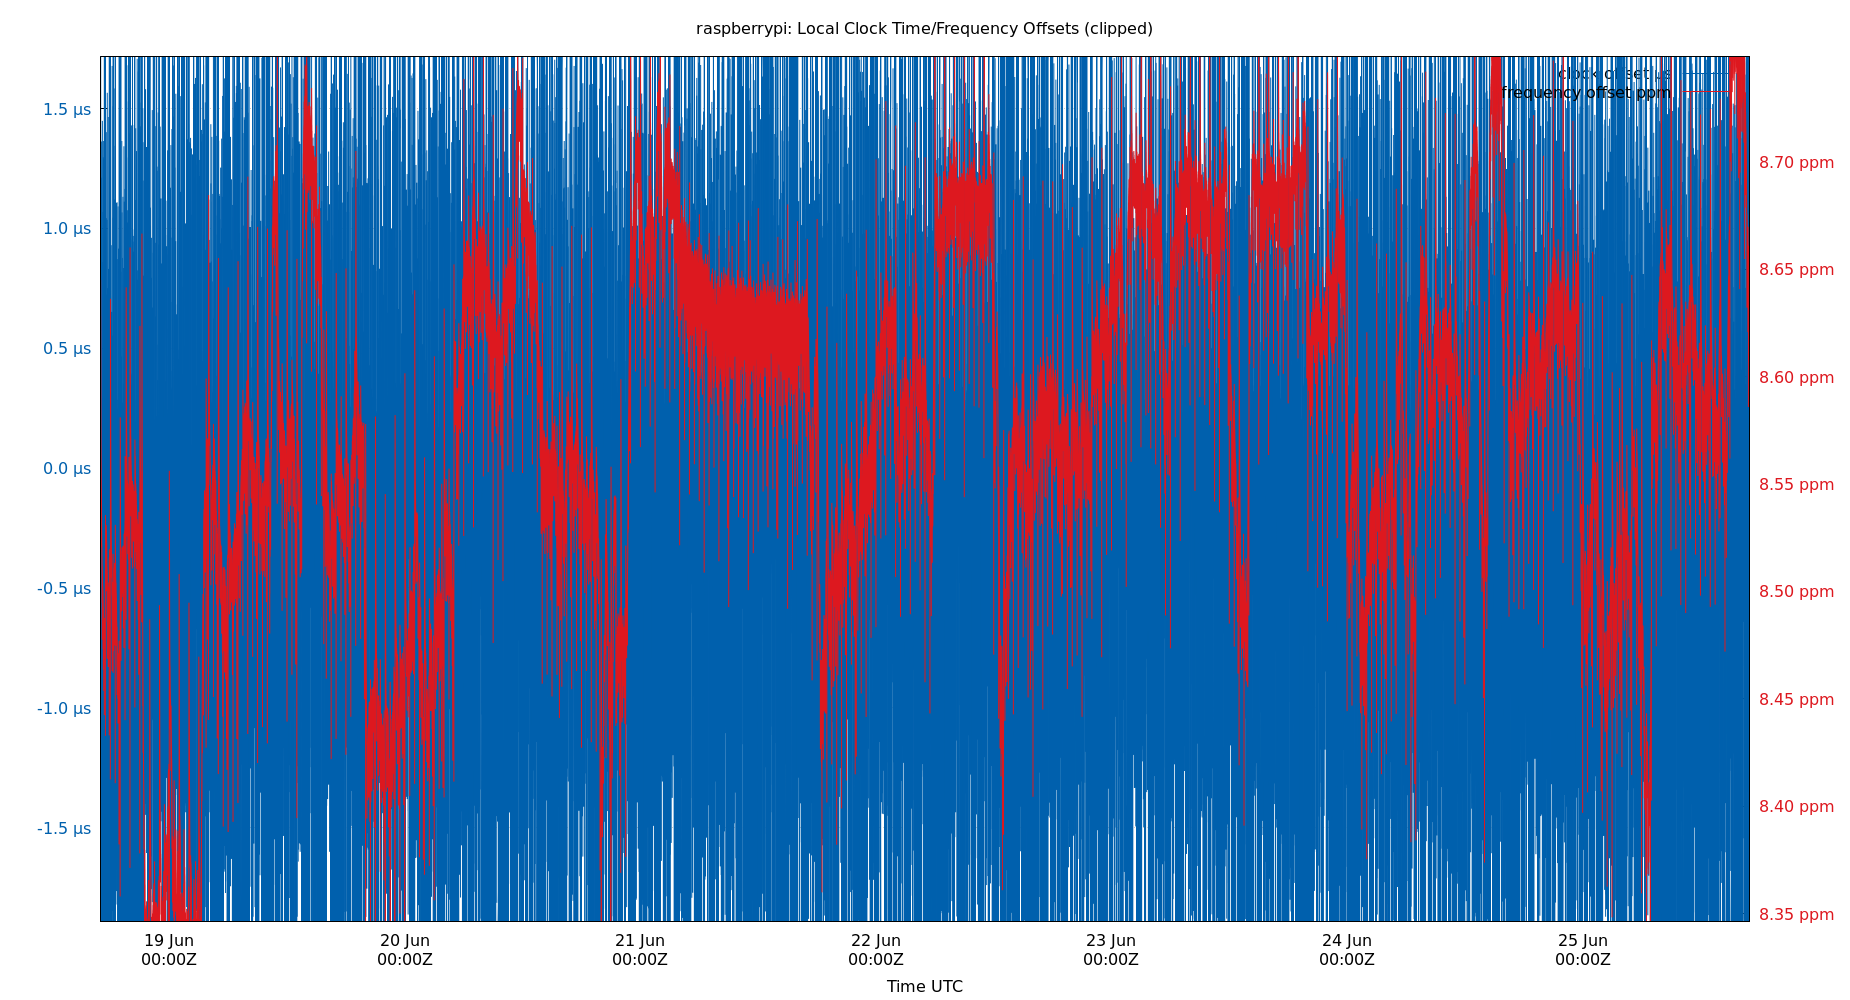 raspberrypi: Local Clock Time/Frequency Offsets (clipped)
clock offset µs
frequency offset ppm
1.5 µs
1.0 µs
0.5 µs
0.0 µs
-0.5 µs
-1.0 µs
-1.5 µs
8.70 ppm
8.65 ppm
8.60 ppm
8.55 ppm
8.50 ppm
8.45 ppm
8.40 ppm
8.35 ppm
19 Jun 20 Jun 21 Jun 22 Jun 23 Jun 24 Jun 25 Jun
00:00Z 00:00Z 00:00Z 00:00Z 00:00Z 00:00Z 00:00Z
Time UTC